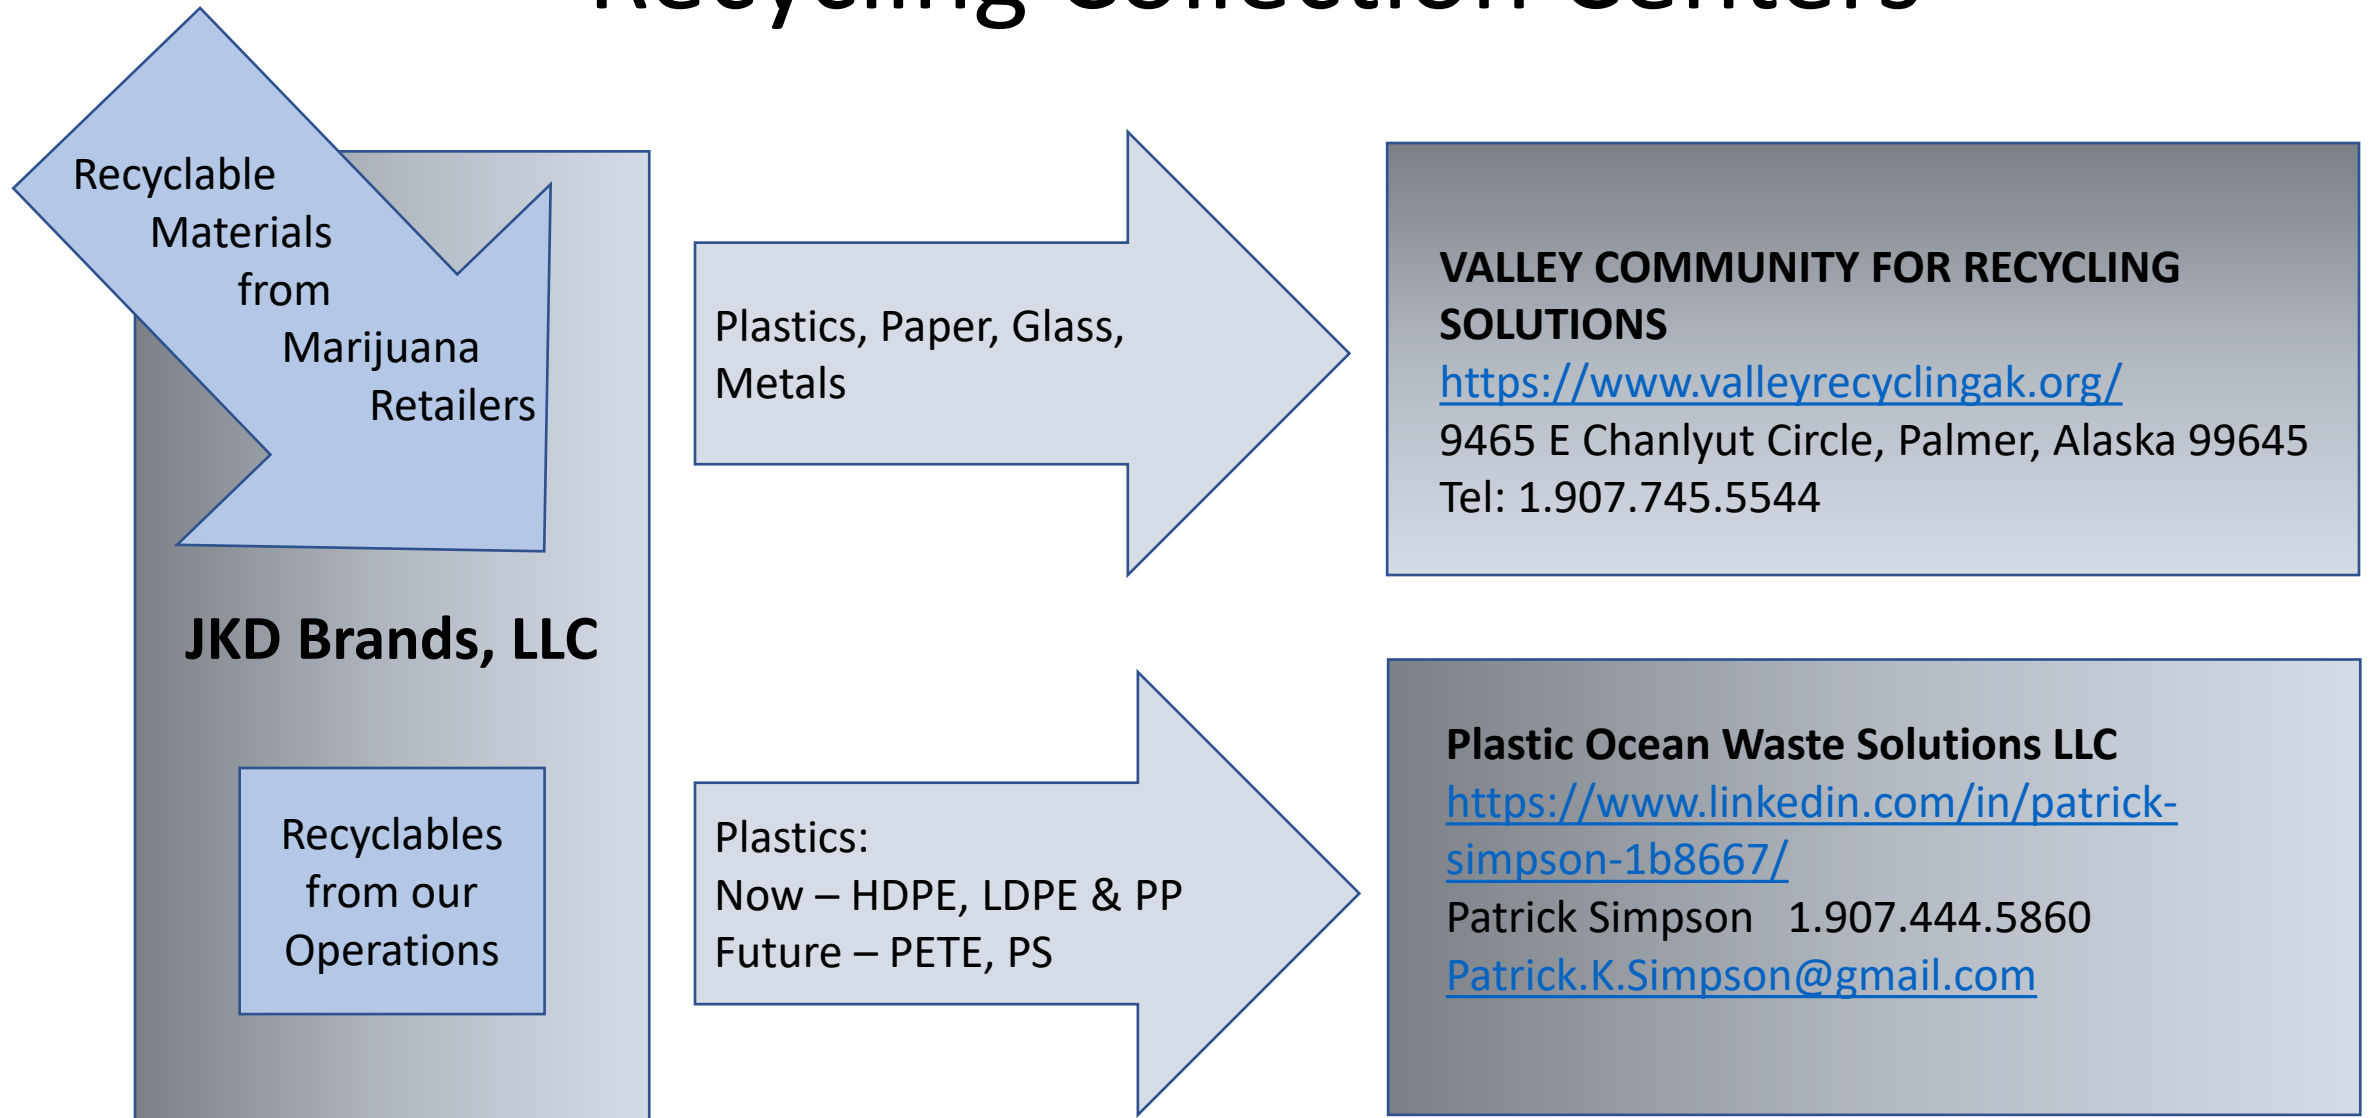 Recycling Collection Centers
Recyclable
Materials
from
Marijuana
Retailers
JKD Brands, LLC
Recyclables
from our
Operations
Plastics, Paper, Glass,
Metals
Plastics:
Now – HDPE, LDPE & PP
Future – PETE, PS
VALLEY COMMUNITY FOR RECYCLING
SOLUTIONS
https://www.valleyrecyclingak.org/
9465 E Chanlyut Circle, Palmer, Alaska 99645
Tel: 1.907.745.5544
Plastic Ocean Waste Solutions LLC
https://www.linkedin.com/in/patrick-
simpson-1b8667/
Patrick Simpson   1.907.444.5860
Patrick.K.Simpson@gmail.com